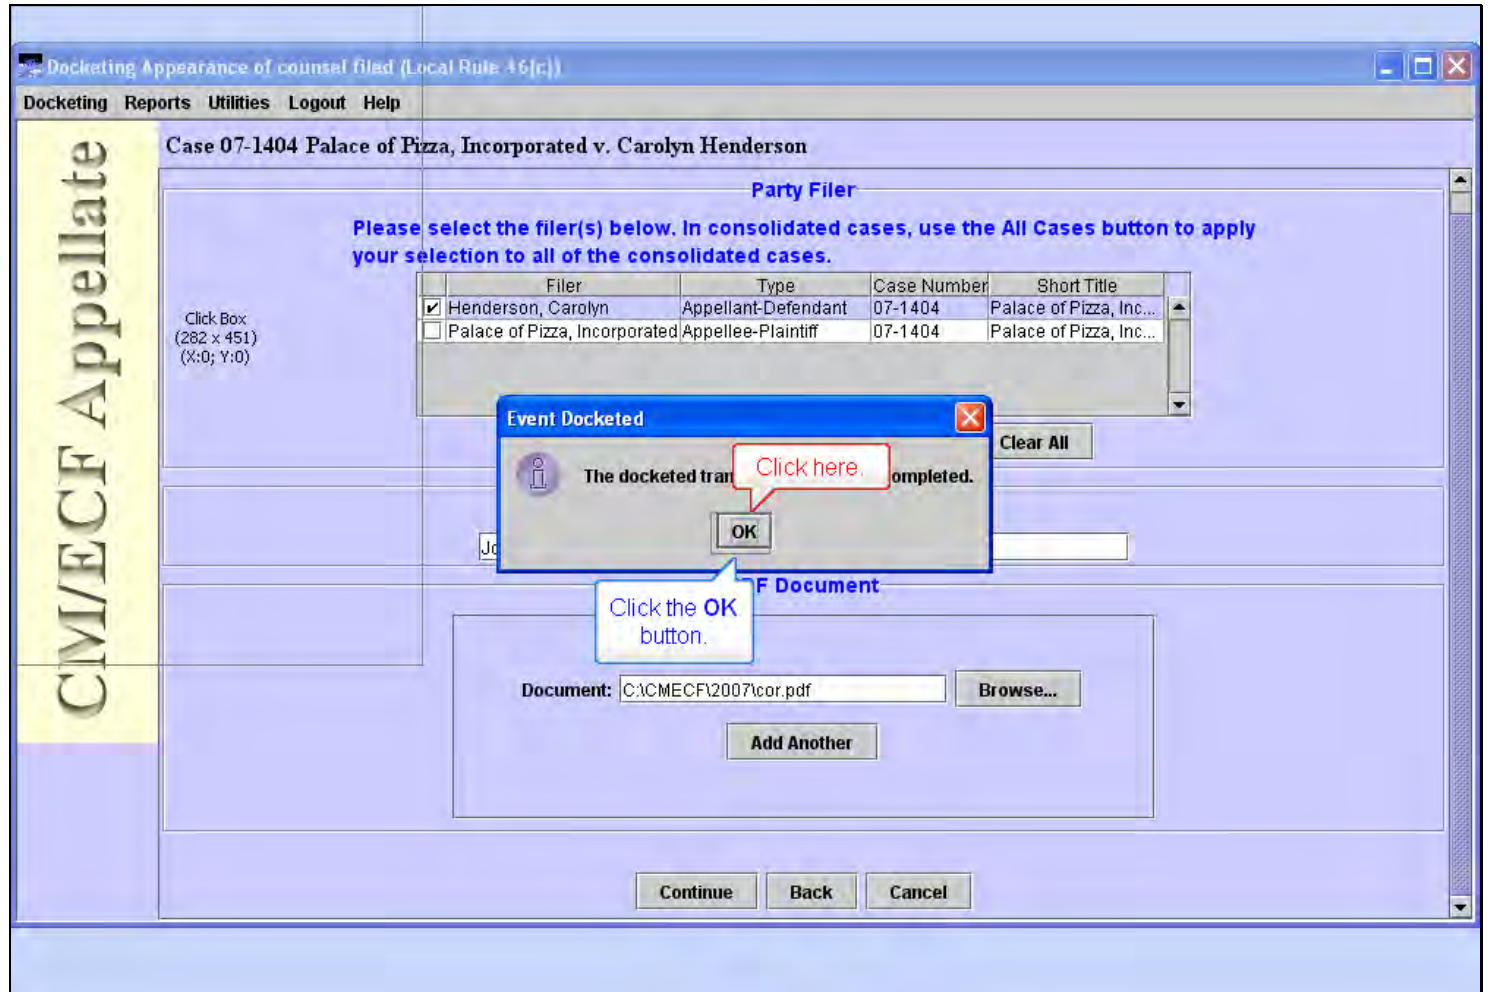 Docketing Appearance of counsel filed (Local Rule 46(c))
Docketing Reports Utilities Logout Help
CM/ECF Appellate
Case 07-1404 Palace of Pizza, Incorporated v. Carolyn Henderson
Party Filer
Please select the filer(s) below. In consolidated cases, use the All Cases button to apply
your selection to all of the consolidated cases.
Filer Type Case Number Short Title
Henderson, Carolyn Appellant-Defendant 07-1404 Palace of Pizza, Inc...
Palace of Pizza, Incorporated Appellee-Plaintiff 07-1404 Palace of Pizza, Inc...
Click Box
(282 x 451)
(X:0; Y:0)
Clear All
Event Docketed
The docketed tran
ompleted.
Click here.
OK
Jo
F Document
Click the OK
button.
Document: C:\CMECF\2007\cor.pdf Browse...
Add Another
Continue Back Cancel